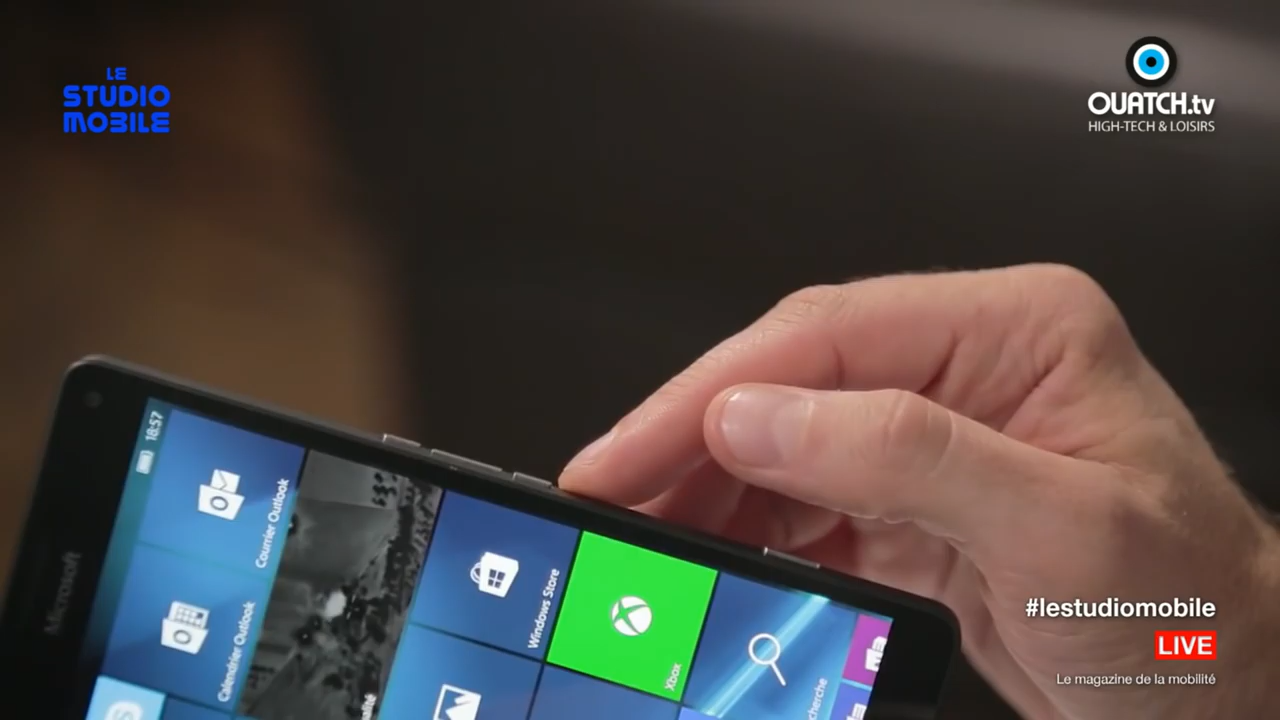 LE
STUDIO
MOBILE
OUATCH.tv
HIGH-TECH & LOISIRS
18:57
Microsoft
Courrier Outlook
Calendrier Outlook
Windows Store
Xbox
#lestudiomobile
LIVE
Le magazine de la mobilité